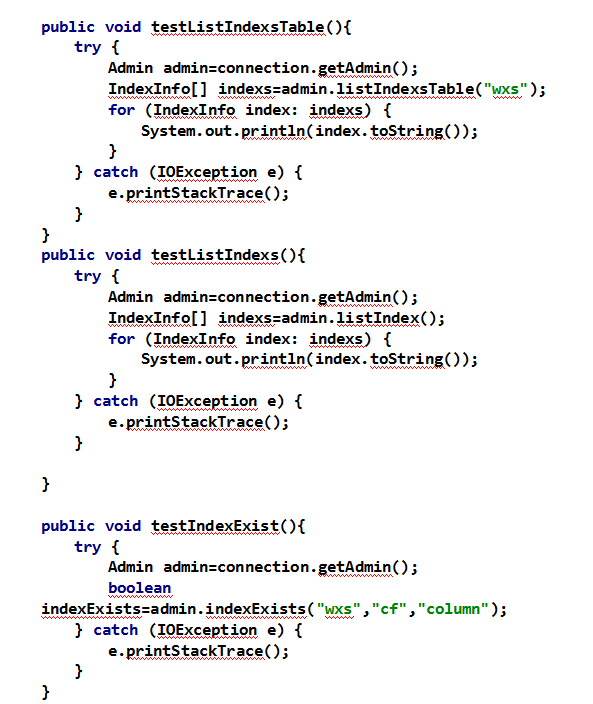 public void testListIndexsTable(){
    try {
        Admin admin=connection.getAdmin();
        IndexInfo[] indexs=admin.listIndexsTable("wxs");
        for (IndexInfo index: indexs) {
            System.out.println(index.toString());
        }
    } catch (IOException e) {
        e.printStackTrace();
    }
}
public void testListIndexs(){
    try {
        Admin admin=connection.getAdmin();
        IndexInfo[] indexs=admin.listIndex();
        for (IndexInfo index: indexs) {
            System.out.println(index.toString());
        }
    } catch (IOException e) {
        e.printStackTrace();
    }

}

public void testIndexExist(){
    try {
        Admin admin=connection.getAdmin();
        boolean
indexExists=admin.indexExists("wxs","cf","column");
    } catch (IOException e) {
        e.printStackTrace();
    }
}